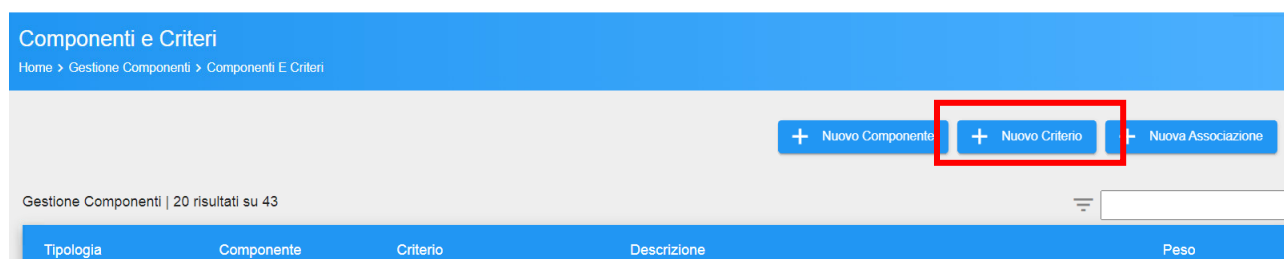 Componenti e Criteri
Home > Gestione Componenti > Componenti E Criteri
+ Nuovo Componente + Nuovo Criterio + Nuova Associazione
Gestione Componenti | 20 risultati su 43
Tipologia Componente Criterio Descrizione Peso